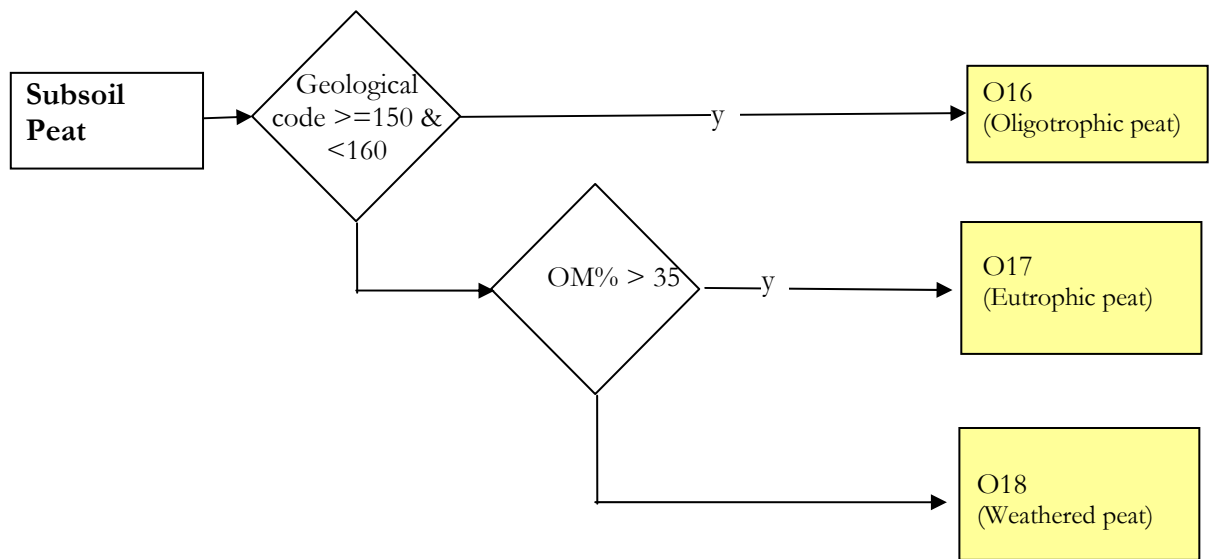 Subsoil
Peat
Geological
code >=150 &
<160
y
O16
(Oligotrophic peat)
OM% > 35
y
O17
(Eutrophic peat)
O18
(Weathered peat)